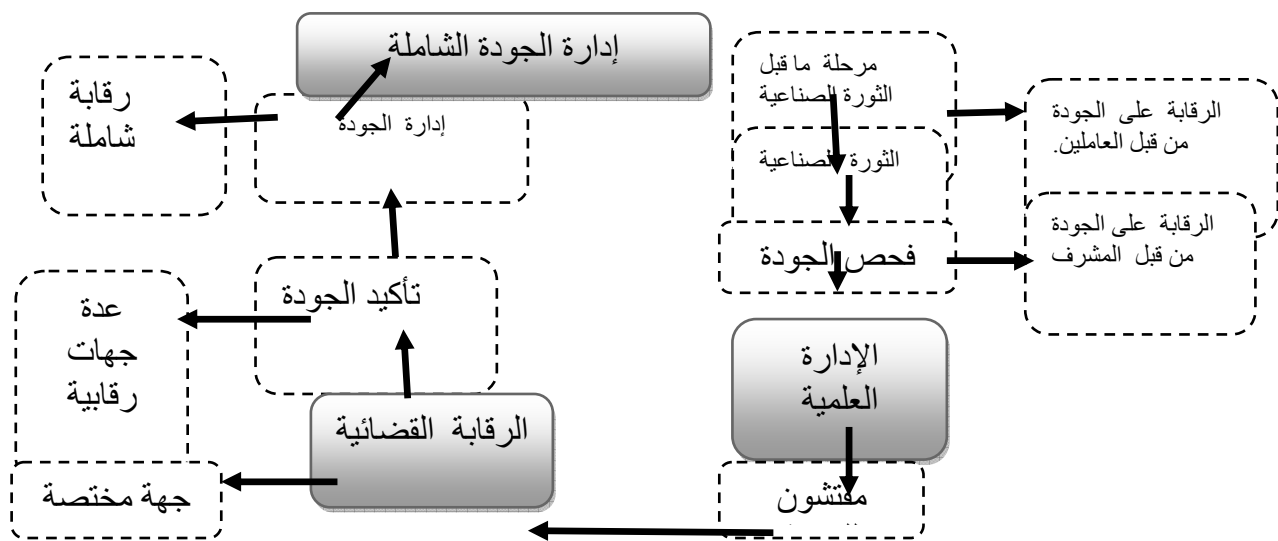 إدارة الجودة الشاملة
مرحلة ما قبل
الثورة الصناعية
الرقابة على الجودة
من قبل العاملين.
رقابة
شاملة
إدارة الجودة
الثورة الصناعية
الرقابة على الجودة
من قبل المشرف
فحص الجودة
تأكيد الجودة
عدة
جهات
رقابية
الإدارة
العلمية
الرقابة القضائية
جهة مختصة
مفتشون